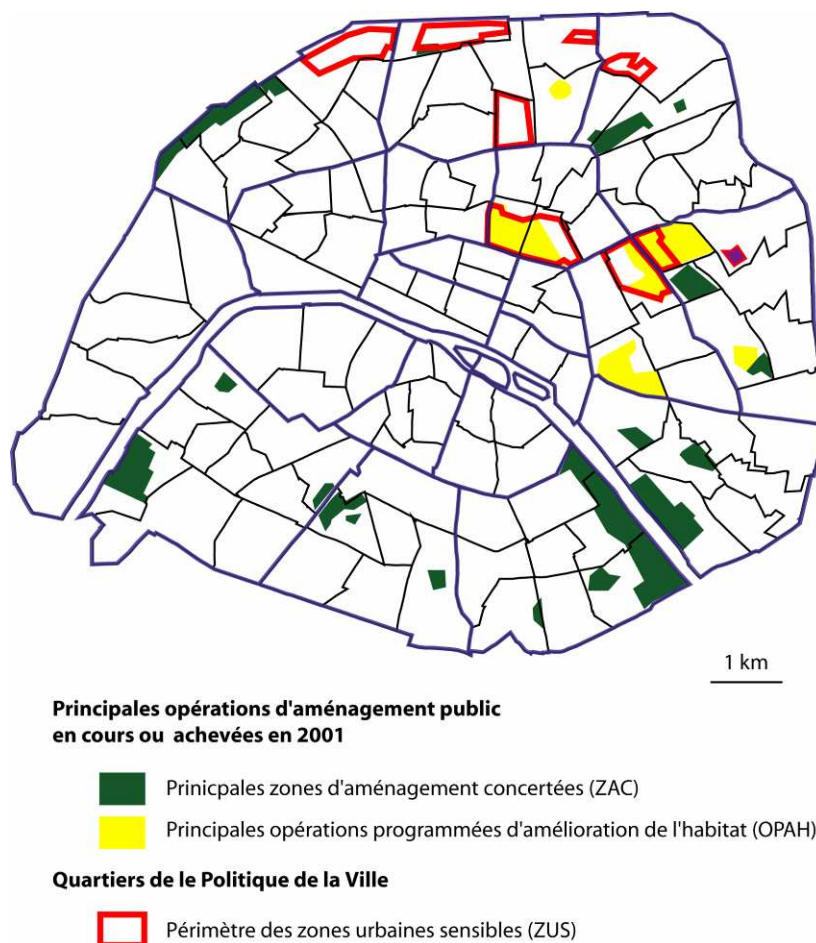 1 km
Principales opérations d'aménagement public
en cours ou achevées en 2001
Prinicpales zones d'aménagement concertées (ZAC)
Principales opérations programmées d'amélioration de l'habitat (OPAH)
Quartiers de le Politique de la Ville
Périmètre des zones urbaines sensibles (ZUS)